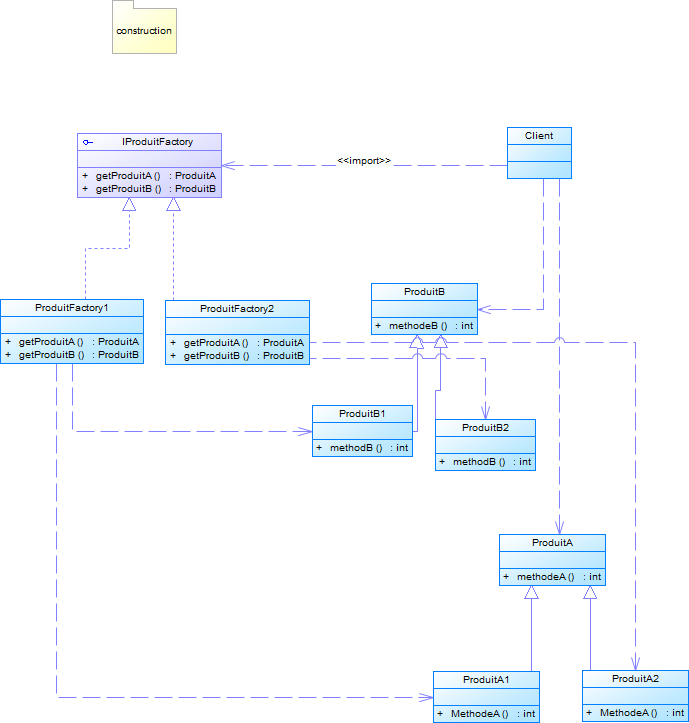 construction
IProduitFactory
+ getProduitA () : ProduitA
+ getProduitB () : ProduitB
<<import>>
Client
ProduitFactory1
+ getProduitA () : ProduitA
+ getProduitB () : ProduitB
ProduitFactory2
+ getProduitA () : ProduitA
+ getProduitB () : ProduitB
ProduitB
+ methodeB () : int
ProduitB1
+ methodB () : int
ProduitB2
+ methodB () : int
ProduitA
+ methodeA () : int
ProduitA1
+ MethodeA () : int
ProduitA2
+ MethodeA () : int